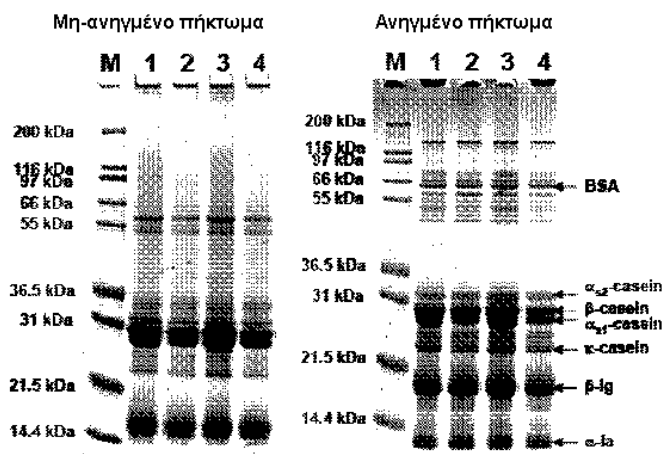 Μη-ανηγμένο πήκτωμα
M 1 2 3 4
200 kDa
116 kDa
97 kDa
66 kDa
55 kDa
36.5 kDa
31 kDa
21.5 kDa
14.4 kDa
Ανηγμένο πήκτωμα
M 1 2 3 4
200 kDa
116 kDa
97 kDa
66 kDa
55 kDa
36.5 kDa
31 kDa
21.5 kDa
14.4 kDa
BSA
αs2-casein
β-casein
αs1-casein
κ-casein
β-lg
α-la